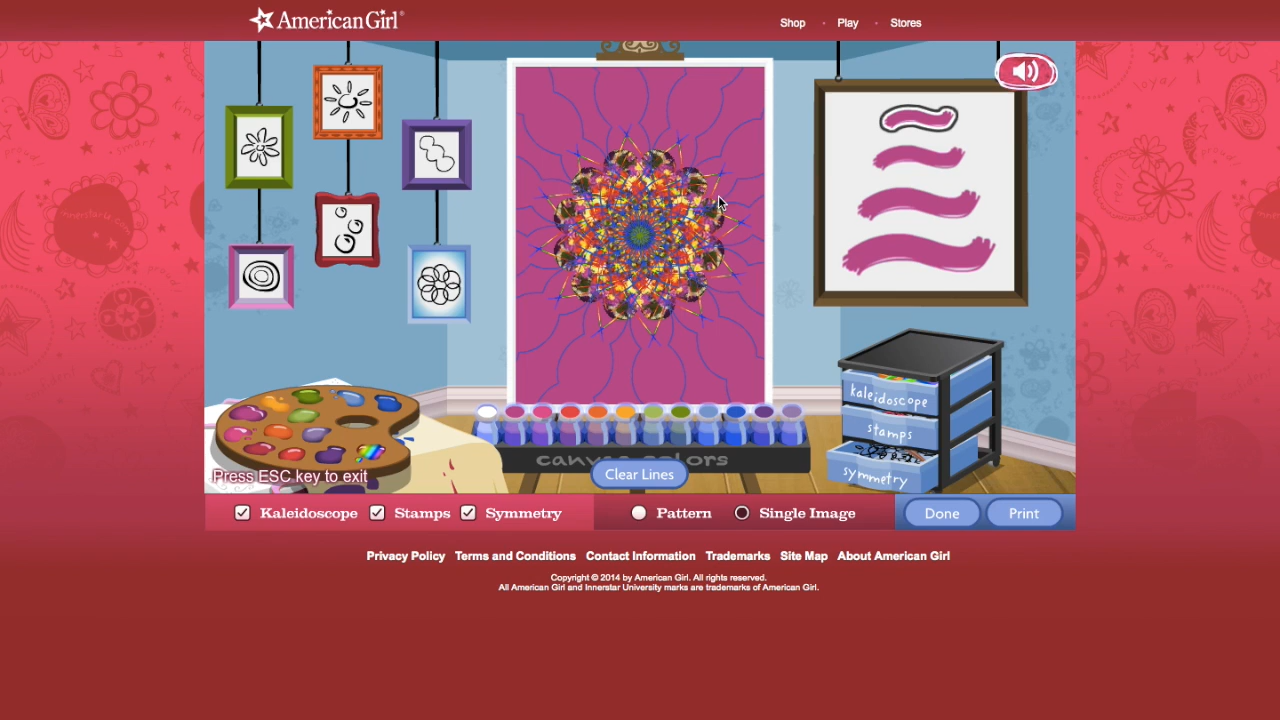 American Girl®
Shop
Play
Stores
kaleidoscope
stamps
symmetry
canvas colors
Clear Lines
Press ESC key to exit
Kaleidoscope
Stamps
Symmetry
Pattern
Single Image
Done
Print
Privacy Policy Terms and Conditions Contact Information Trademarks Site Map About American Girl
Copyright © 2014 by American Girl. All rights reserved.
All American Girl and Innerstar University marks are trademarks of American Girl.